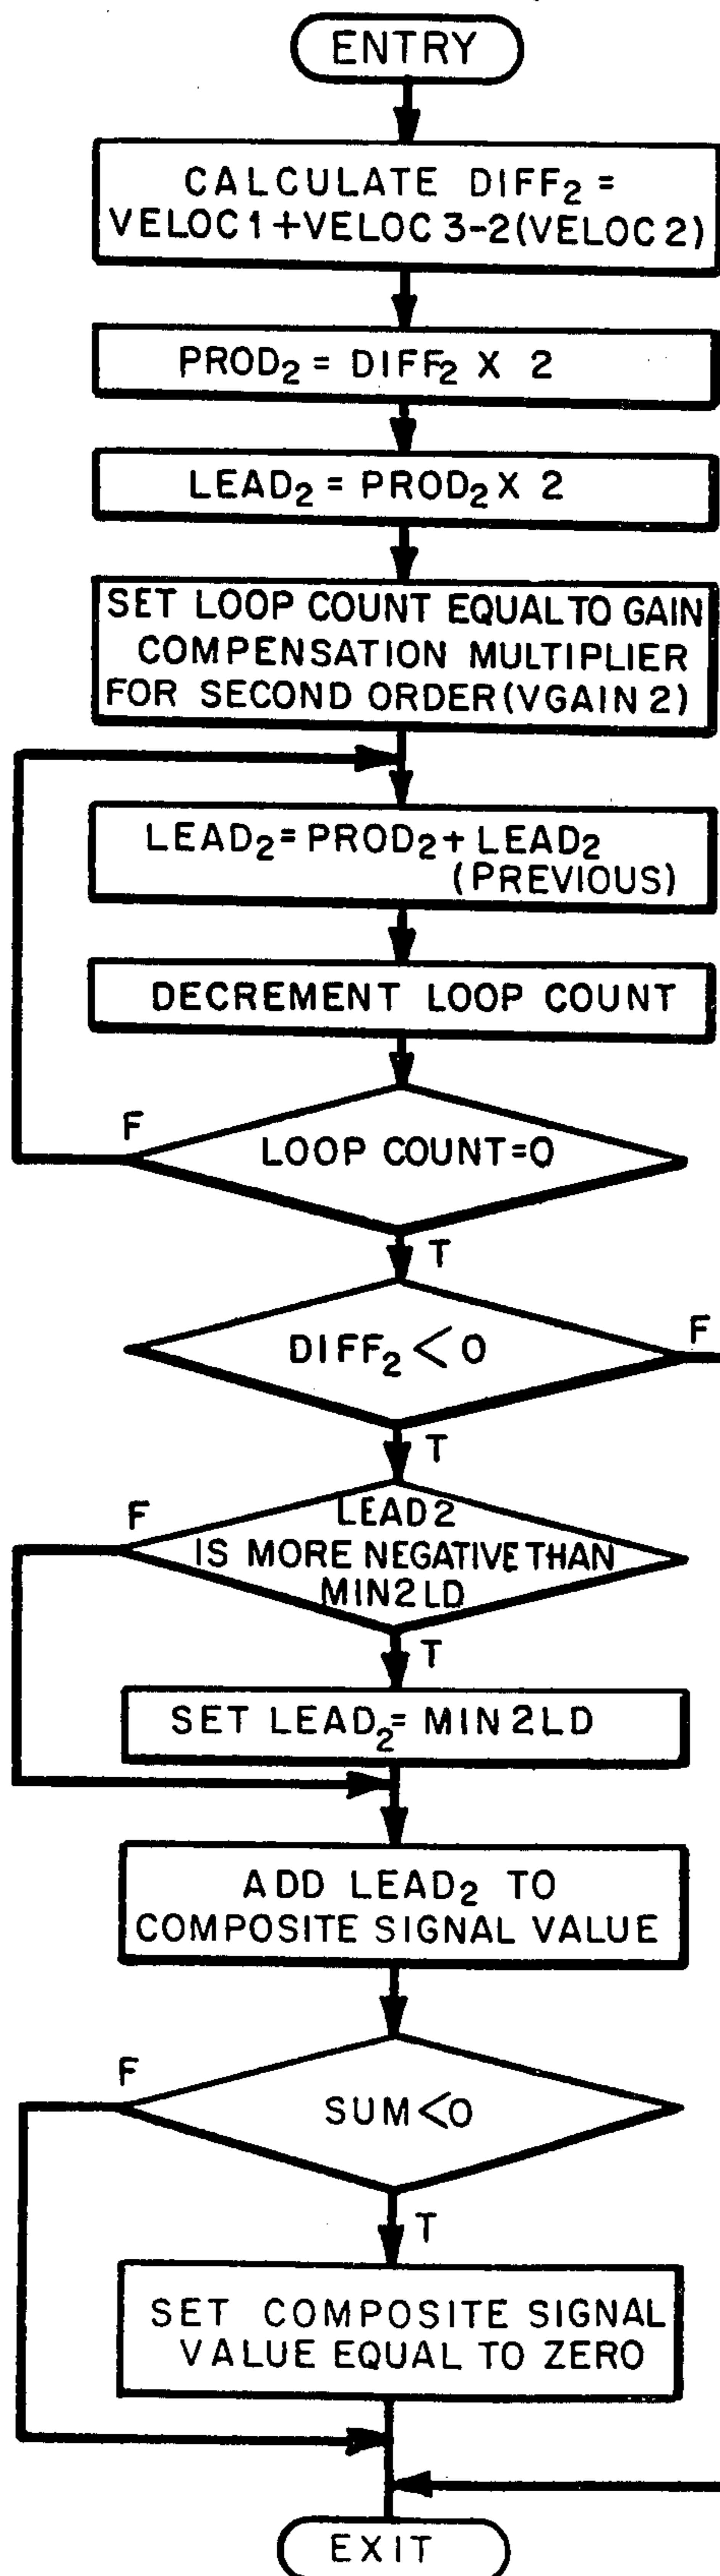 ENTRY
CALCULATE DIFF₂ =
VELOC1+VELOC3-2(VELOC2)
PROD₂ = DIFF₂ X 2
LEAD₂ = PROD₂ X 2
SET LOOP COUNT EQUAL TO GAIN
COMPENSATION MULTIPLIER
FOR SECOND ORDER(VGAIN 2)
LEAD₂=PROD₂+LEAD₂
(PREVIOUS)
DECREMENT LOOP COUNT
F
LOOP COUNT=0
T
DIFF₂<0
F
T
F
LEAD2
IS MORE NEGATIVE THAN
MIN2LD
T
SET LEAD₂= MIN2LD
ADD LEAD₂ TO
COMPOSITE SIGNAL VALUE
F
SUM<0
T
SET COMPOSITE SIGNAL
VALUE EQUAL TO ZERO
EXIT